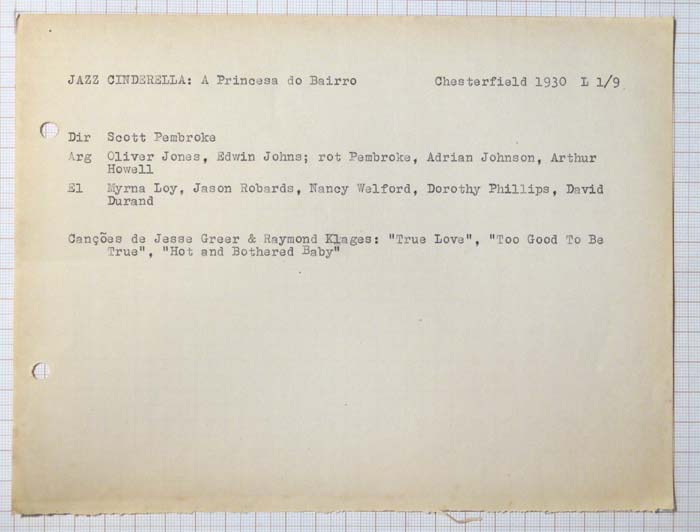 JAZZ CINDERELLA: A Princesa do Bairro Chesterfield 1930 L 1/9
Dir Scott Pembroke
Arg Oliver Jones, Edwin Johns; rot Pembroke, Adrian Johnson, Arthur
Howell
El Myrna Loy, Jason Robards, Nancy Welford, Dorothy Phillips, David
Durand
Canções de Jesse Greer & Raymond Klages: "True Love", "Too Good To Be
True", "Hot and Bothered Baby"